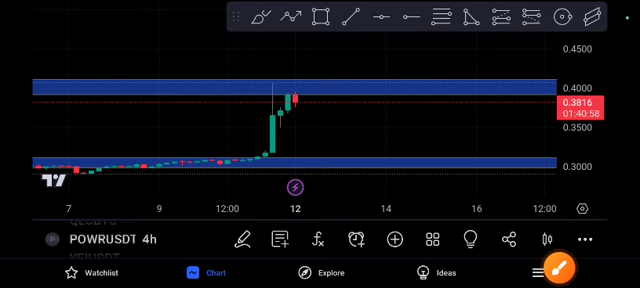 0.4500
0.4000
0.3816
01:40:58
0.3500
0.3000
7 9 12:00 12 14 16 12:00
P POWRUSDT 4h
Watchlist Chart Explore Ideas